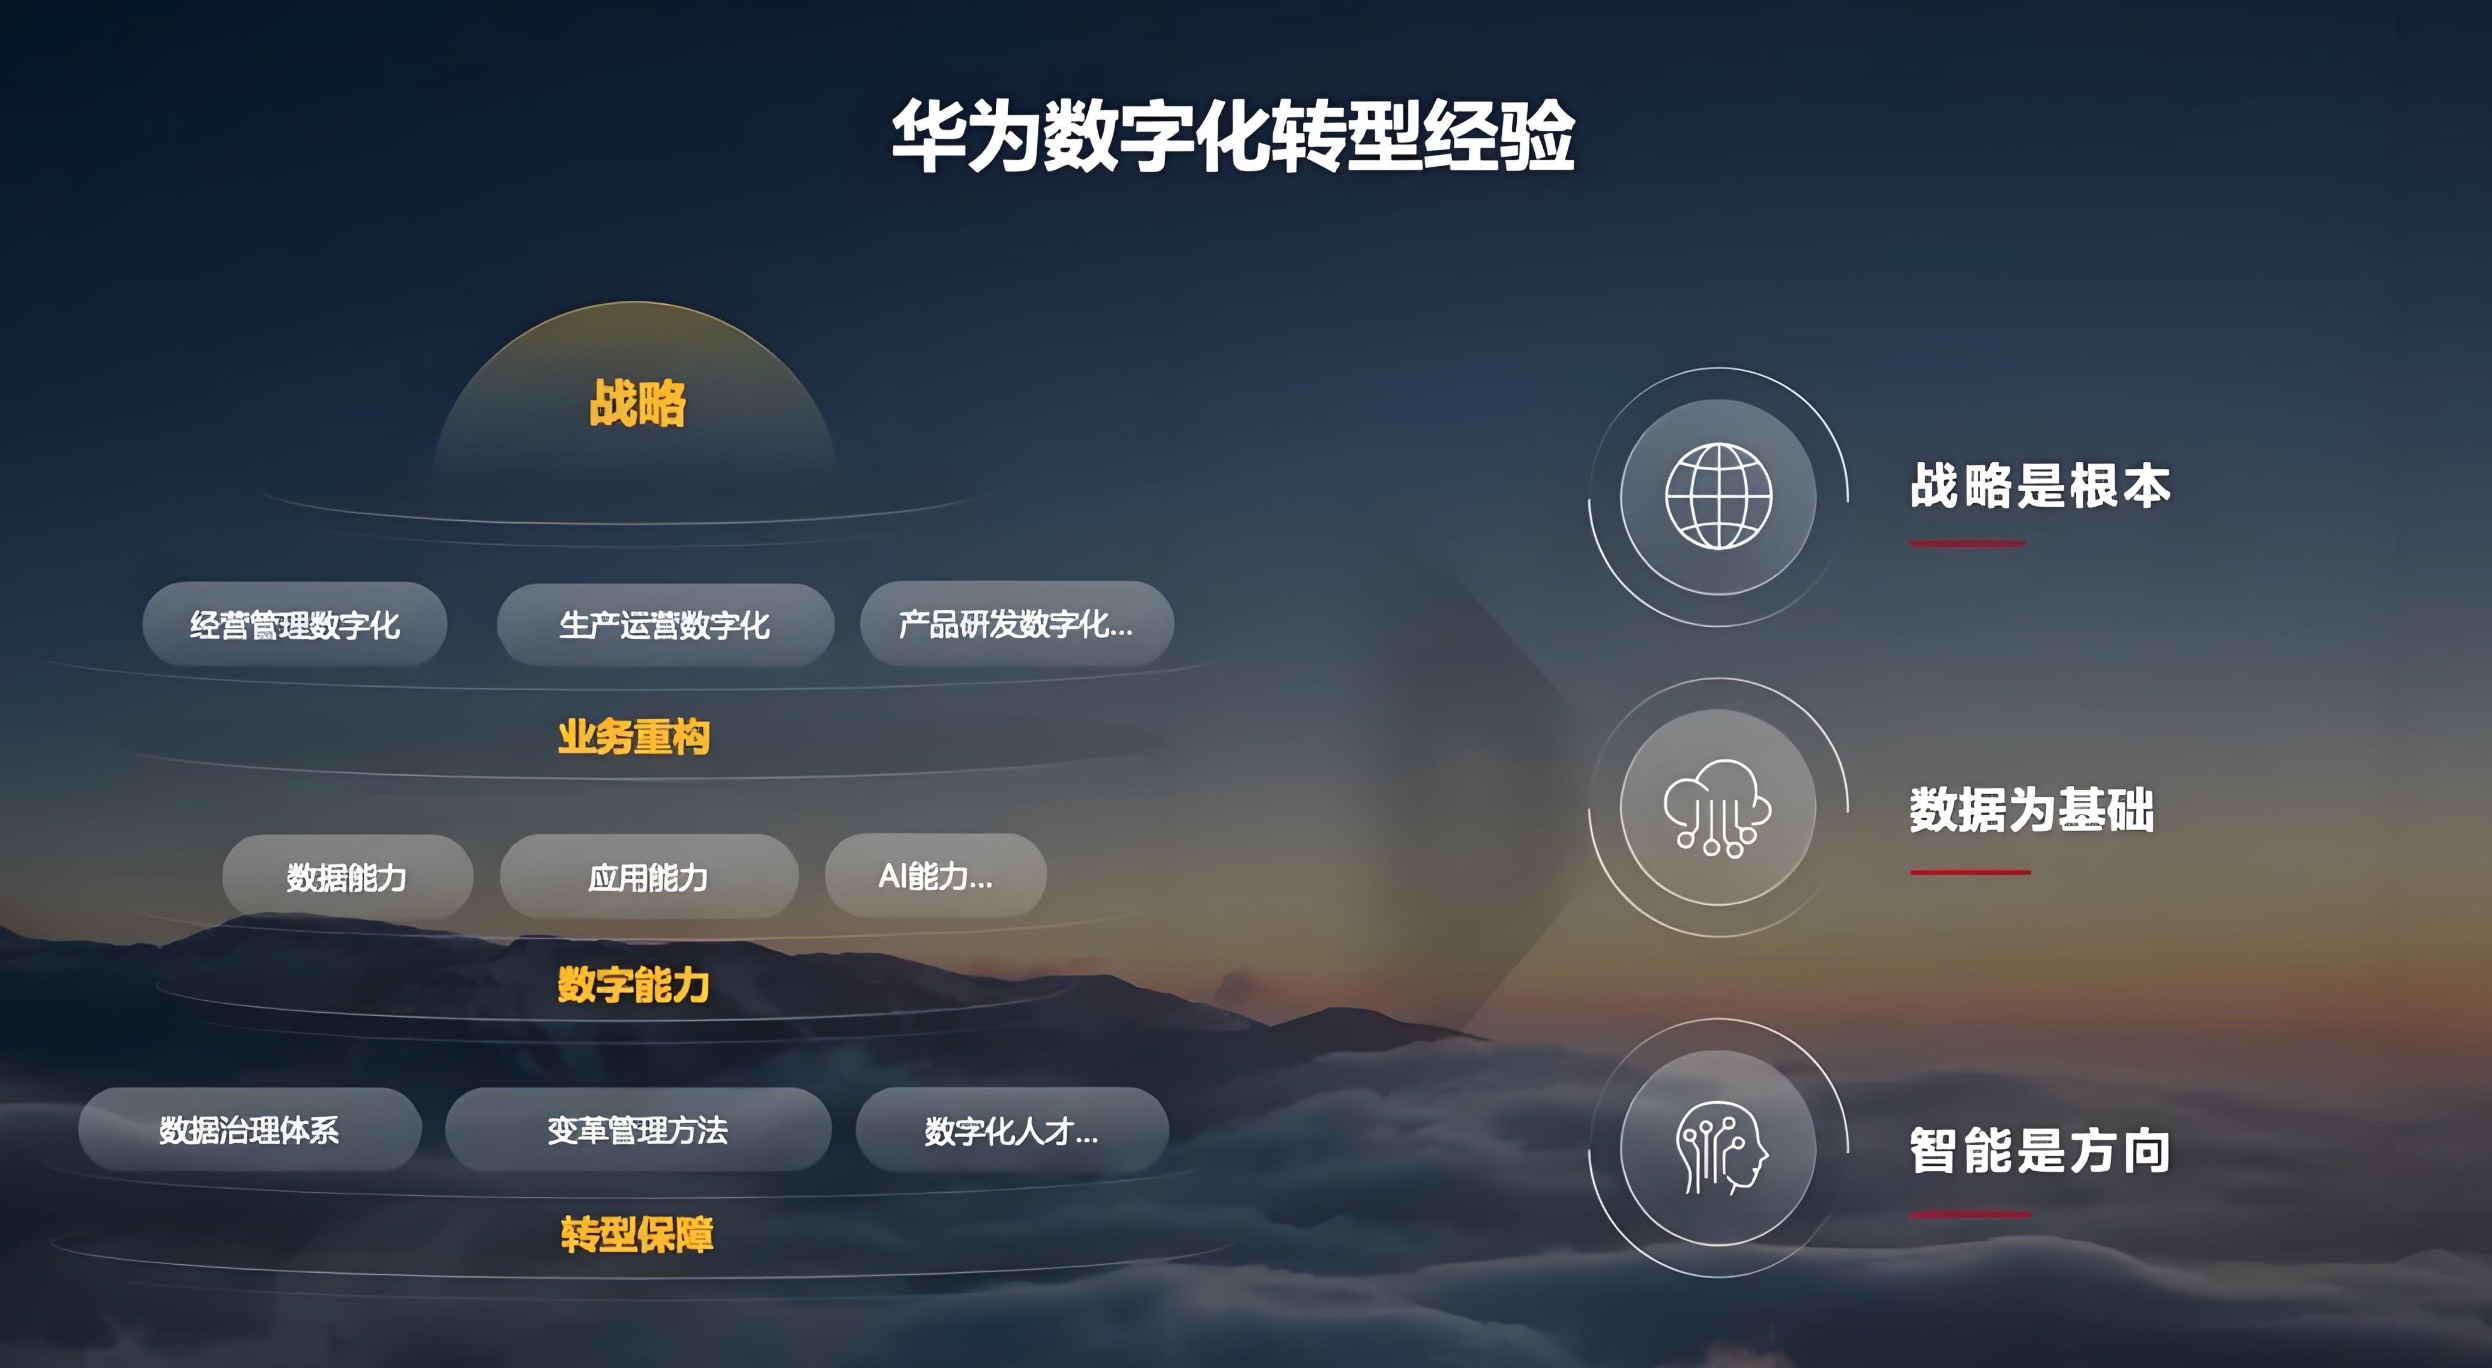 华为数字化转型经验
战略
经营管理数字化
生产运营数字化
产品研发数字化...
业务重构
数据能力
应用能力
AI能力...
数字能力
数据治理体系
变革管理方法
数字化人才...
转型保障
战略是根本
数据为基础
智能是方向